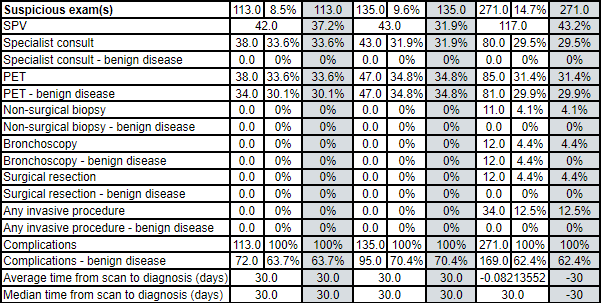 Suspicious exam(s) 113.0 8.5% 113.0 135.0 9.6% 135.0 271.0 14.7% 271.0
SPV 42.0 37.2% 43.0 31.9% 117.0 43.2%
Specialist consult 38.0 33.6% 33.6% 43.0 31.9% 31.9% 80.0 29.5% 29.5%
Specialist consult - benign disease 0.0 0% 0% 0.0 0% 0% 0.0 0% 0%
PET 38.0 33.6% 33.6% 47.0 34.8% 34.8% 85.0 31.4% 31.4%
PET - benign disease 34.0 30.1% 30.1% 47.0 34.8% 34.8% 81.0 29.9% 29.9%
Non-surgical biopsy 0.0 0% 0% 0.0 0% 0% 11.0 4.1% 4.1%
Non-surgical biopsy - benign disease 0.0 0% 0% 0.0 0% 0% 0.0 0% 0%
Bronchoscopy 0.0 0% 0% 0.0 0% 0% 12.0 4.4% 4.4%
Bronchoscopy - benign disease 0.0 0% 0% 0.0 0% 0% 12.0 4.4% 0%
Surgical resection 0.0 0% 0% 0.0 0% 0% 12.0 4.4% 4.4%
Surgical resection - benign disease 0.0 0% 0% 0.0 0% 0% 0.0 0% 0%
Any invasive procedure 0.0 0% 0% 0.0 0% 0% 34.0 12.5% 12.5%
Any invasive procedure - benign disease 0.0 0% 0% 0.0 0% 0% 0.0 0% 0%
Complications 113.0 100% 100% 135.0 100% 100% 271.0 100% 100%
Complications - benign disease 72.0 63.7% 63.7% 95.0 70.4% 70.4% 169.0 62.4% 62.4%
Average time from scan to diagnosis (days) 30.0 30.0 30.0 30.0 -0.08213552 -30
Median time from scan to diagnosis (days) 30.0 30.0 30.0 30.0 30.0 -30